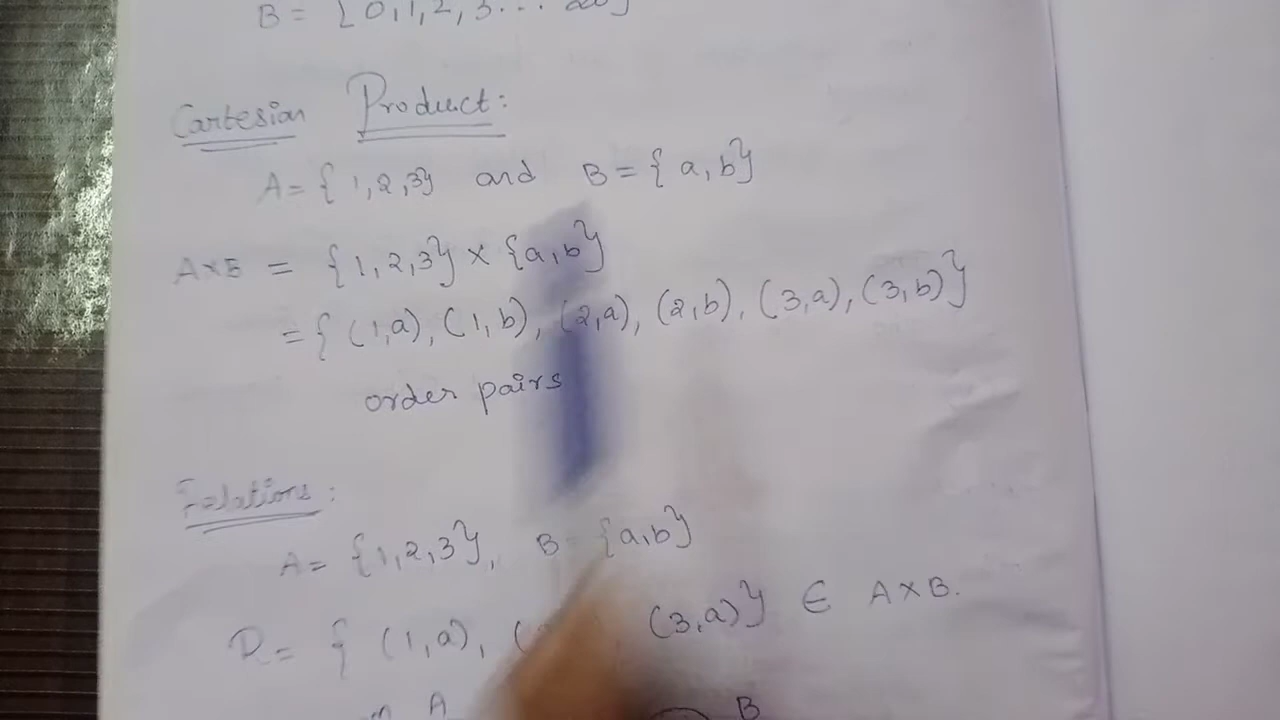 B = {0, 1, 2, 3 . . . 20}
Cartesian Product :
A = { 1, 2, 3} and B = { a, b}
A×B = {1, 2, 3} × {a, b}
= { (1,a), (1, b), (2,a), (2,b), (3,a), (3,b)}
order pairs
Relations :
A = {1, 2, 3}, B = {a,b}
R = { (1,a), (3,a)} ∈ A×B.
A B